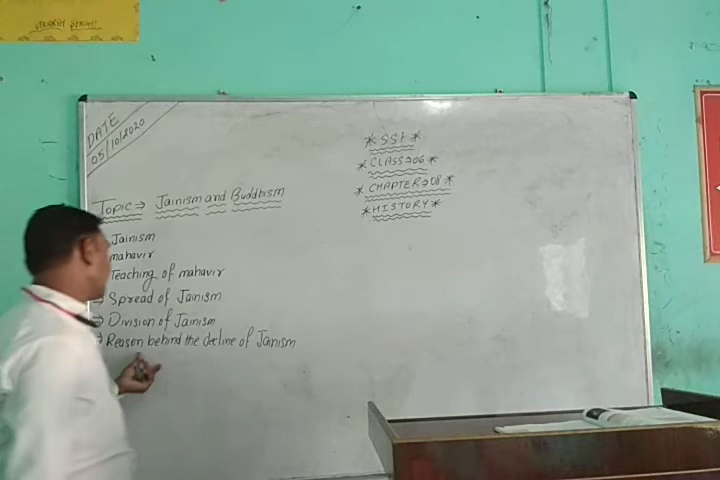 DATE
05/10/2020
* SST *
* CLASS→06 *
* CHAPTER→08 *
* HISTORY *
TOPIC → Jainism and Buddhism
Jainism
mahavir
Teaching of mahavir
→ Spread of Jainism
→ Division of Jainism
→ Reason behind the decline of Jainism